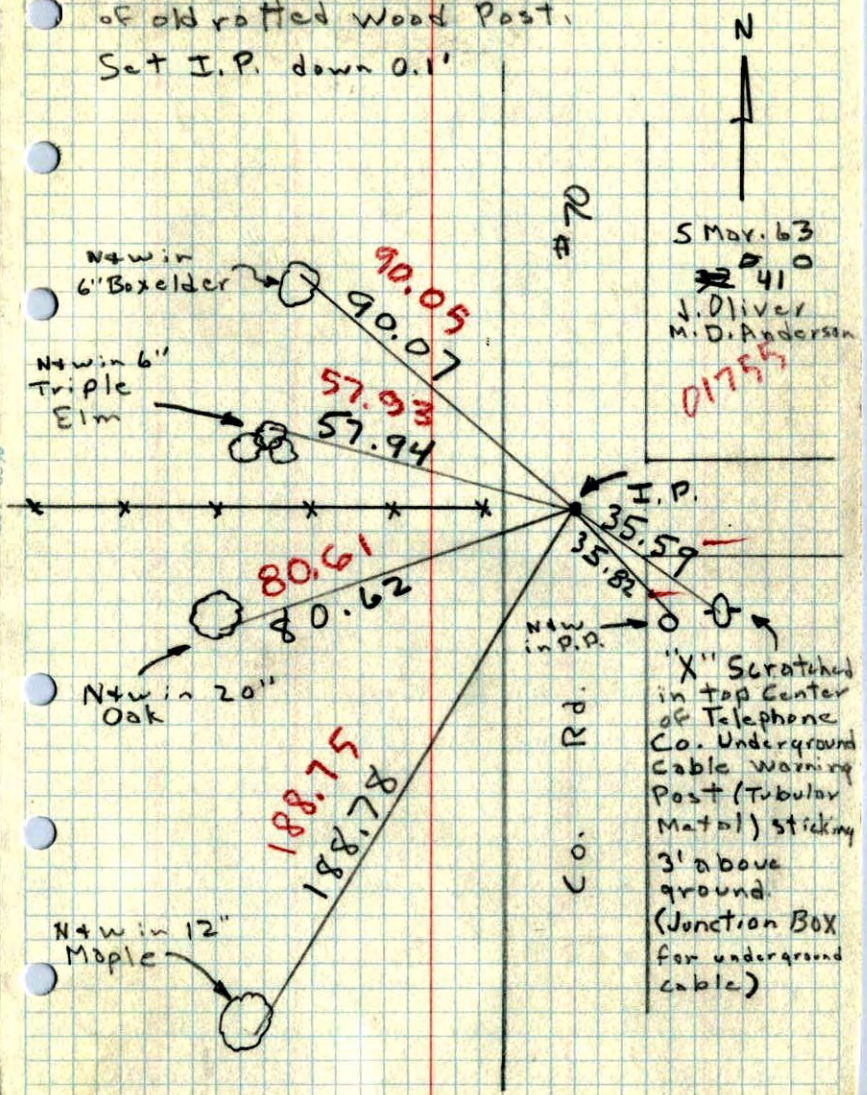 of old rotted Wood Post.
Set I.P. down 0.1'
N
#70
5 Mar. 63
41
J. Oliver
M. D. Anderson
01755
N+W in
6" Boxelder
90.05
90.07
N+W in 6"
Triple
Elm
57.93
57.94
I.P.
35.59
35.82
80.61
80.62
N+W
in P.P.
N+W in 20"
Oak
"X" Scratched
in top Center
of Telephone
Co. Underground
Cable Warning
Post (Tubular
Metal) sticking
3' above
ground.
(Junction Box
for underground
cable)
188.75
188.78
Co. Rd.
N+W in 12"
Maple